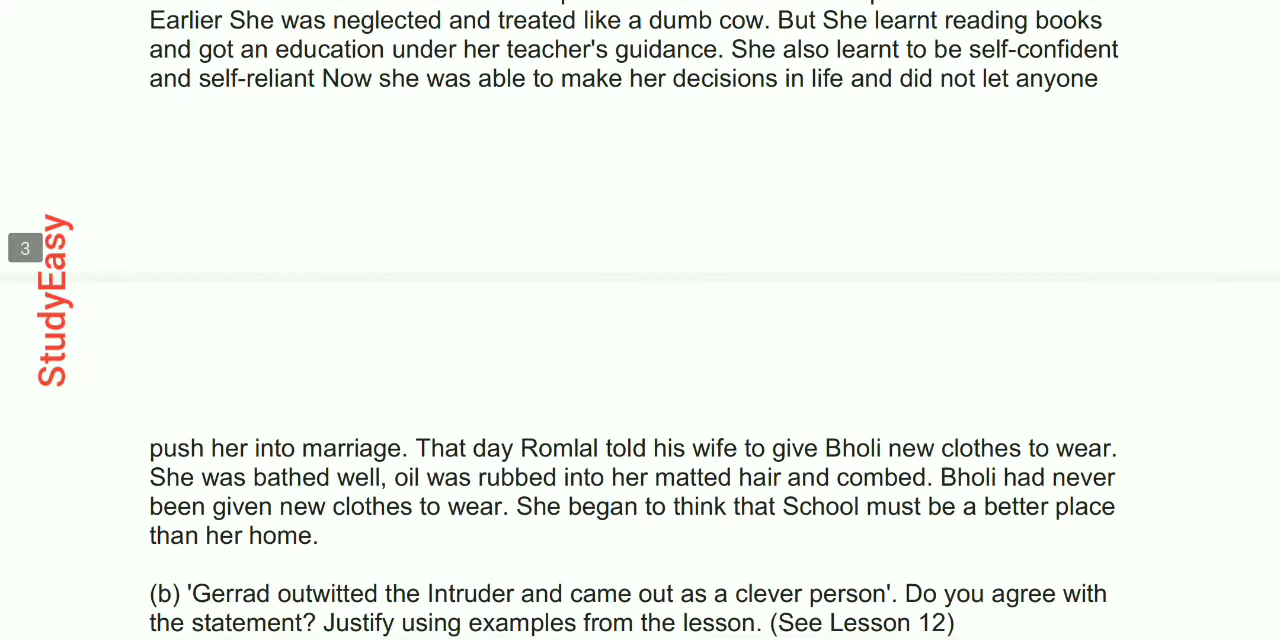 Earlier She was neglected and treated like a dumb cow. But She learnt reading books
and got an education under her teacher's guidance. She also learnt to be self-confident
and self-reliant Now she was able to make her decisions in life and did not let anyone
3
StudyEasy
push her into marriage. That day Romlal told his wife to give Bholi new clothes to wear.
She was bathed well, oil was rubbed into her matted hair and combed. Bholi had never
been given new clothes to wear. She began to think that School must be a better place
than her home.
(b) 'Gerrad outwitted the Intruder and came out as a clever person'. Do you agree with
the statement? Justify using examples from the lesson. (See Lesson 12)